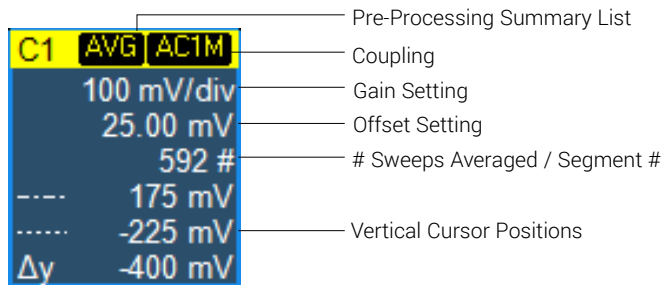 C1 AVG AC1M
100 mV/div
25.00 mV
592 #
175 mV
-225 mV
Δy -400 mV
Pre-Processing Summary List
Coupling
Gain Setting
Offset Setting
# Sweeps Averaged / Segment #
Vertical Cursor Positions